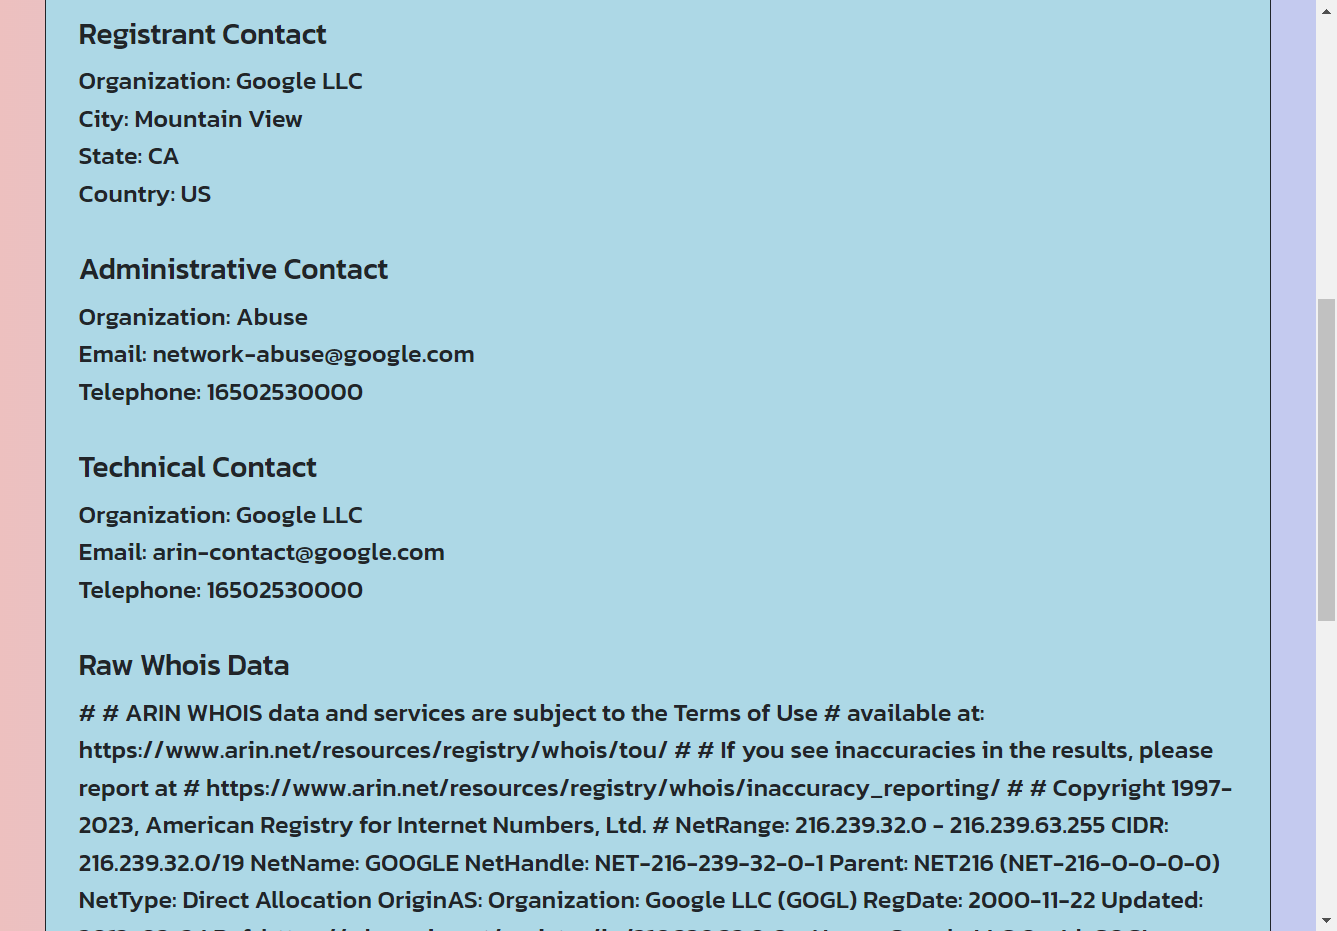 Registrant Contact
Organization: Google LLC
City: Mountain View
State: CA
Country: US
Administrative Contact
Organization: Abuse
Email: network-abuse@google.com
Telephone: 16502530000
Technical Contact
Organization: Google LLC
Email: arin-contact@google.com
Telephone: 16502530000
Raw Whois Data
# # ARIN WHOIS data and services are subject to the Terms of Use # available at:
https://www.arin.net/resources/registry/whois/tou/ # # If you see inaccuracies in the results, please
report at # https://www.arin.net/resources/registry/whois/inaccuracy_reporting/ # # Copyright 1997-
2023, American Registry for Internet Numbers, Ltd. # NetRange: 216.239.32.0 - 216.239.63.255 CIDR:
216.239.32.0/19 NetName: GOOGLE NetHandle: NET-216-239-32-0-1 Parent: NET216 (NET-216-0-0-0-0)
NetType: Direct Allocation OriginAS: Organization: Google LLC (GOGL) RegDate: 2000-11-22 Updated: